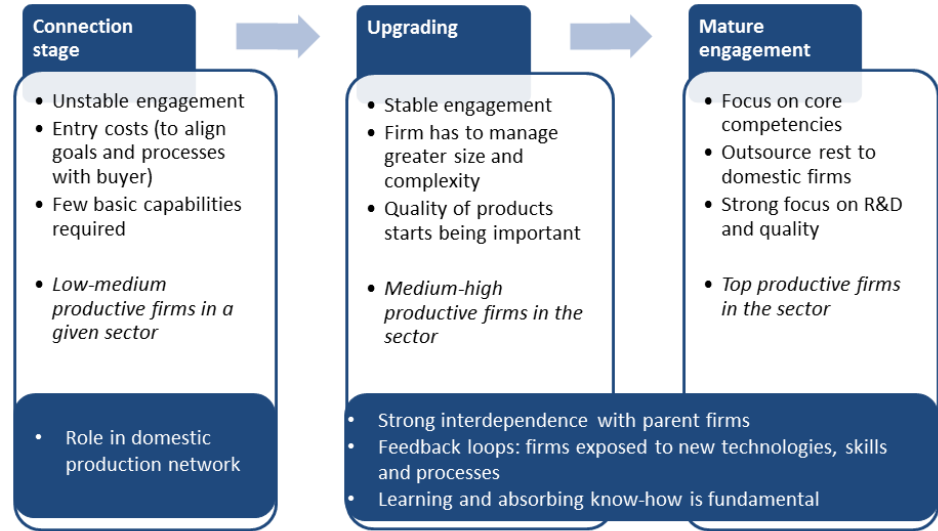 Connection
stage
• Unstable engagement
• Entry costs (to align
goals and processes
with buyer)
• Few basic capabilities
required
• Low-medium
productive firms in a
given sector
• Role in domestic
production network
Upgrading
• Stable engagement
• Firm has to manage
greater size and
complexity
• Quality of products
starts being important
• Medium-high
productive firms in the
sector
Mature
engagement
• Focus on core
competencies
• Outsource rest to
domestic firms
• Strong focus on R&D
and quality
• Top productive firms
in the sector
• Strong interdependence with parent firms
• Feedback loops: firms exposed to new technologies, skills
and processes
• Learning and absorbing know-how is fundamental